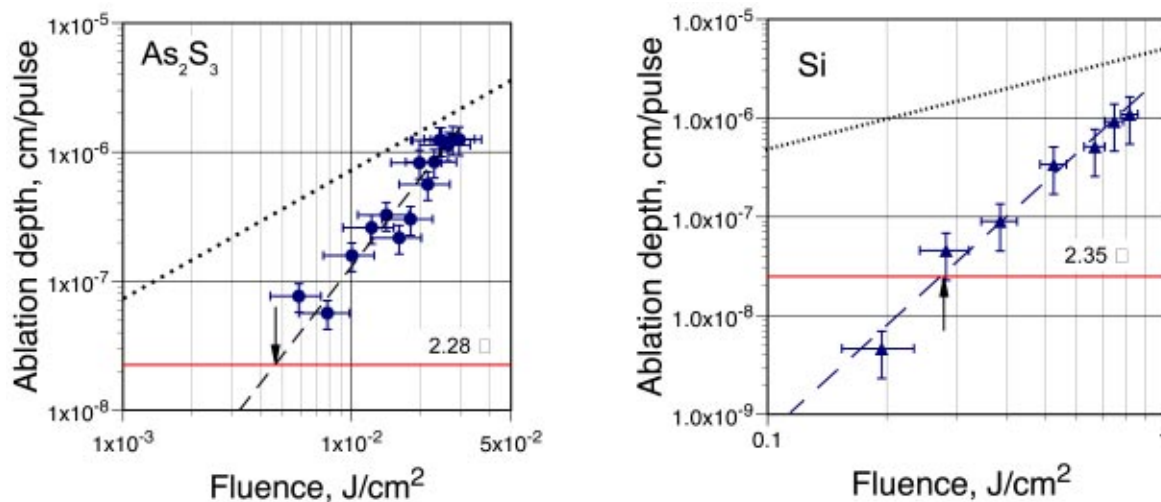 As₂S₃
Ablation depth, cm/pulse
1x10⁻⁵
1x10⁻⁶
1x10⁻⁷
1x10⁻⁸
2.28 □
1x10⁻³
1x10⁻²
5x10⁻²
Fluence, J/cm²
Si
Ablation depth, cm/pulse
1.0x10⁻⁵
1.0x10⁻⁶
1.0x10⁻⁷
1.0x10⁻⁸
1.0x10⁻⁹
2.35 □
0.1
1
Fluence, J/cm²